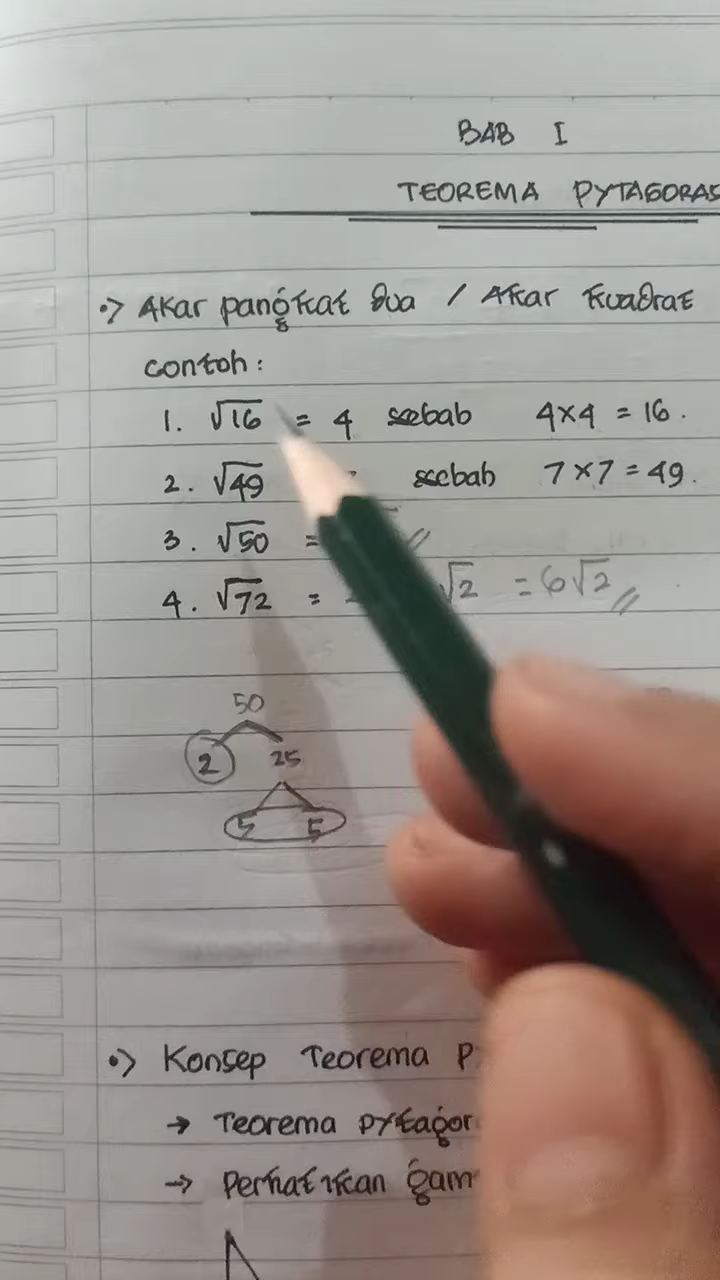 BAB I
TEOREMA PYTAGORAS
•> Akar pangkat dua / Akar kuadrat
contoh:
1. √16 = 4 sebab 4×4 = 16.
2. √49 sebab 7×7 = 49.
3. √50 =
4. √72 = √2 = 6√2
50
2 25
5 5
•> Konsep Teorema
→ Teorema
→ Perhatikan